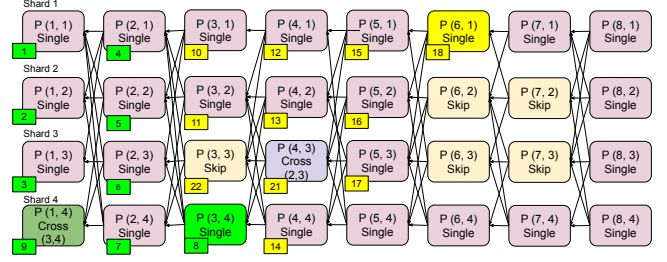 Shard 1
P (1, 1) Single 1
P (2, 1) Single 4
P (3, 1) Single 10
P (4, 1) Single 12
P (5, 1) Single 15
P (6, 1) Single 18
P (7, 1) Single
P (8, 1) Single
Shard 2
P (1, 2) Single 2
P (2, 2) Single 5
P (3, 2) Single 11
P (4, 2) Single 13
P (5, 2) Single 16
P (6, 2) Skip
P (7, 2) Skip
P (8, 2) Single
Shard 3
P (1, 3) Single 3
P (2, 3) Single 6
P (3, 3) Skip 22
P (4, 3) Cross (2,3) 21
P (5, 3) Single 17
P (6, 3) Skip
P (7, 3) Skip
P (8, 3) Single
Shard 4
P (1, 4) Cross (3,4) 9
P (2, 4) Single 7
P (3, 4) Single 8
P (4, 4) Single 14
P (5, 4) Single
P (6, 4) Single
P (7, 4) Single
P (8, 4) Single